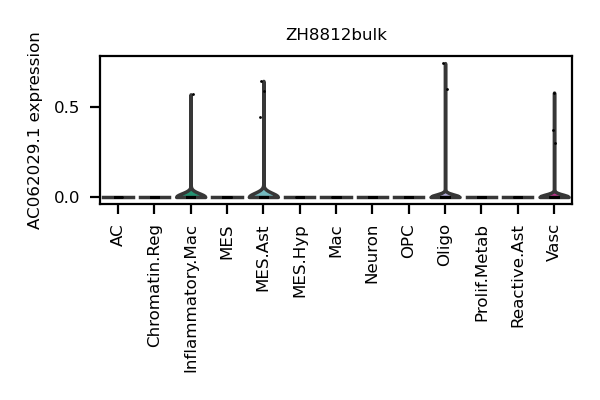 ZH8812bulk
AC062029.1 expression
0.5
0.0
AC
Chromatin.Reg
Inflammatory.Mac
MES
MES.Ast
MES.Hyp
Mac
Neuron
OPC
Oligo
Prolif.Metab
Reactive.Ast
Vasc